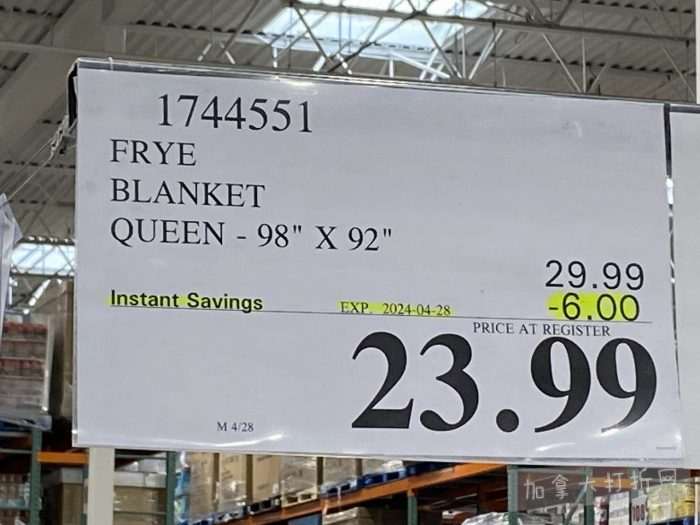 1744551
FRYE
BLANKET
QUEEN - 98" X 92"
29.99
Instant Savings EXP. 2024-04-28 -6.00
PRICE AT REGISTER
23.99
M 4/28
加拿大打折网